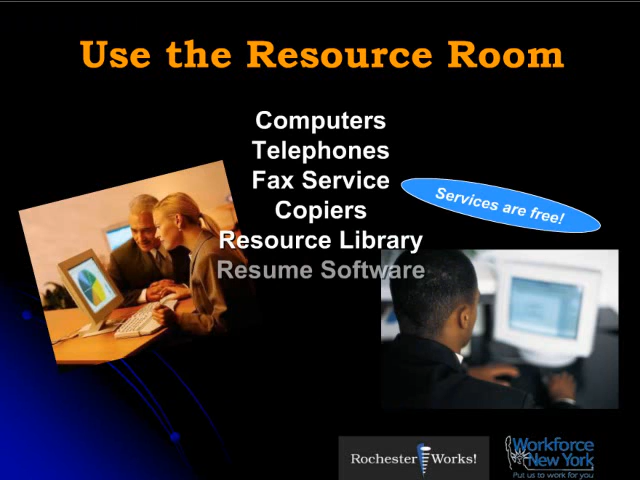 Use the Resource Room
Computers
Telephones
Fax Service
Copiers
Services are free!
Resource Library
Resume Software
Rochester Works!
Workforce
New York
Put us to work for you